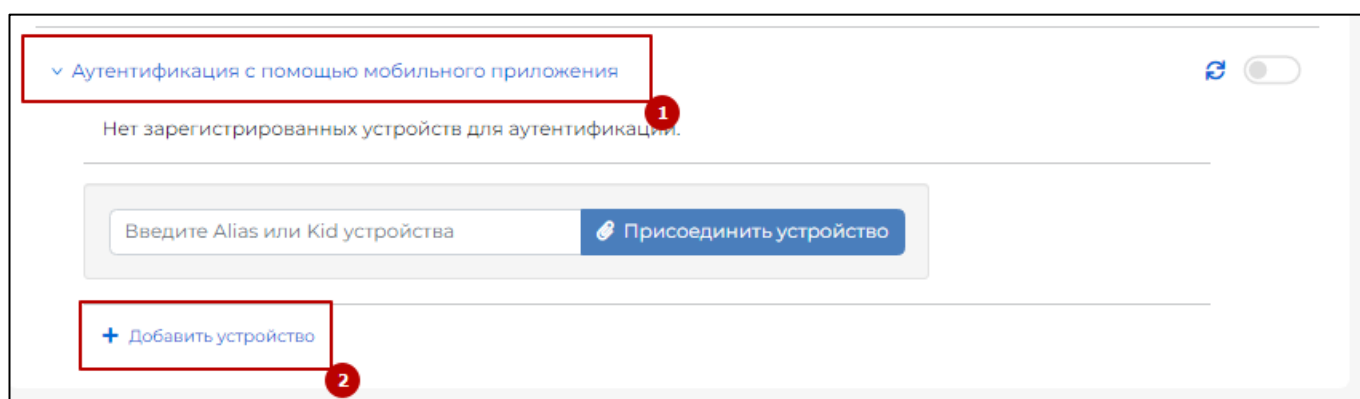 Аутентификация с помощью мобильного приложения
1
Нет зарегистрированных устройств для аутентификации.
Введите Alias или Kid устройства
Присоединить устройство
+ Добавить устройство
2